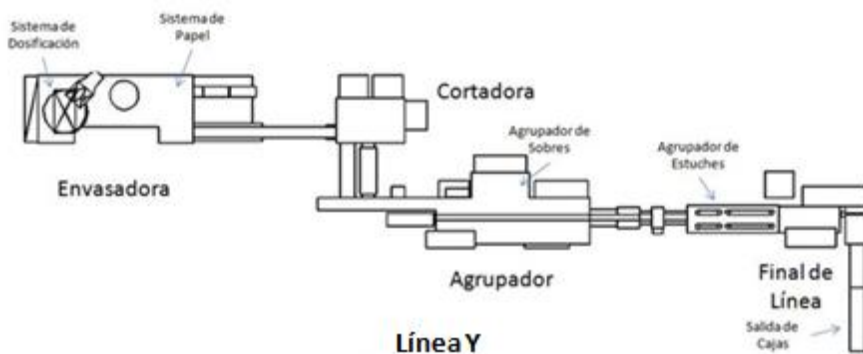 Sistema de
Dosificación
Sistema de
Papel
Cortadora
Agrupador de
Sobres
Agrupador de
Estuches
Envasadora
Agrupador
Final de
Línea
Salida de
Cajas
Línea Y